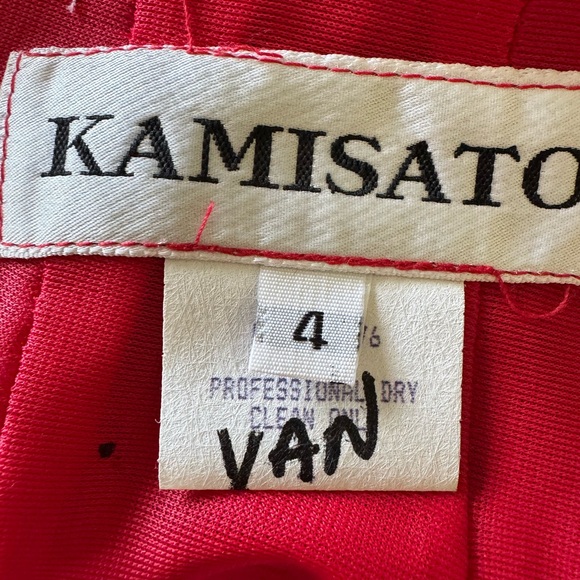 KAMISATO
4
PROFESSIONAL DRY
CLEAN ONLY
VAN